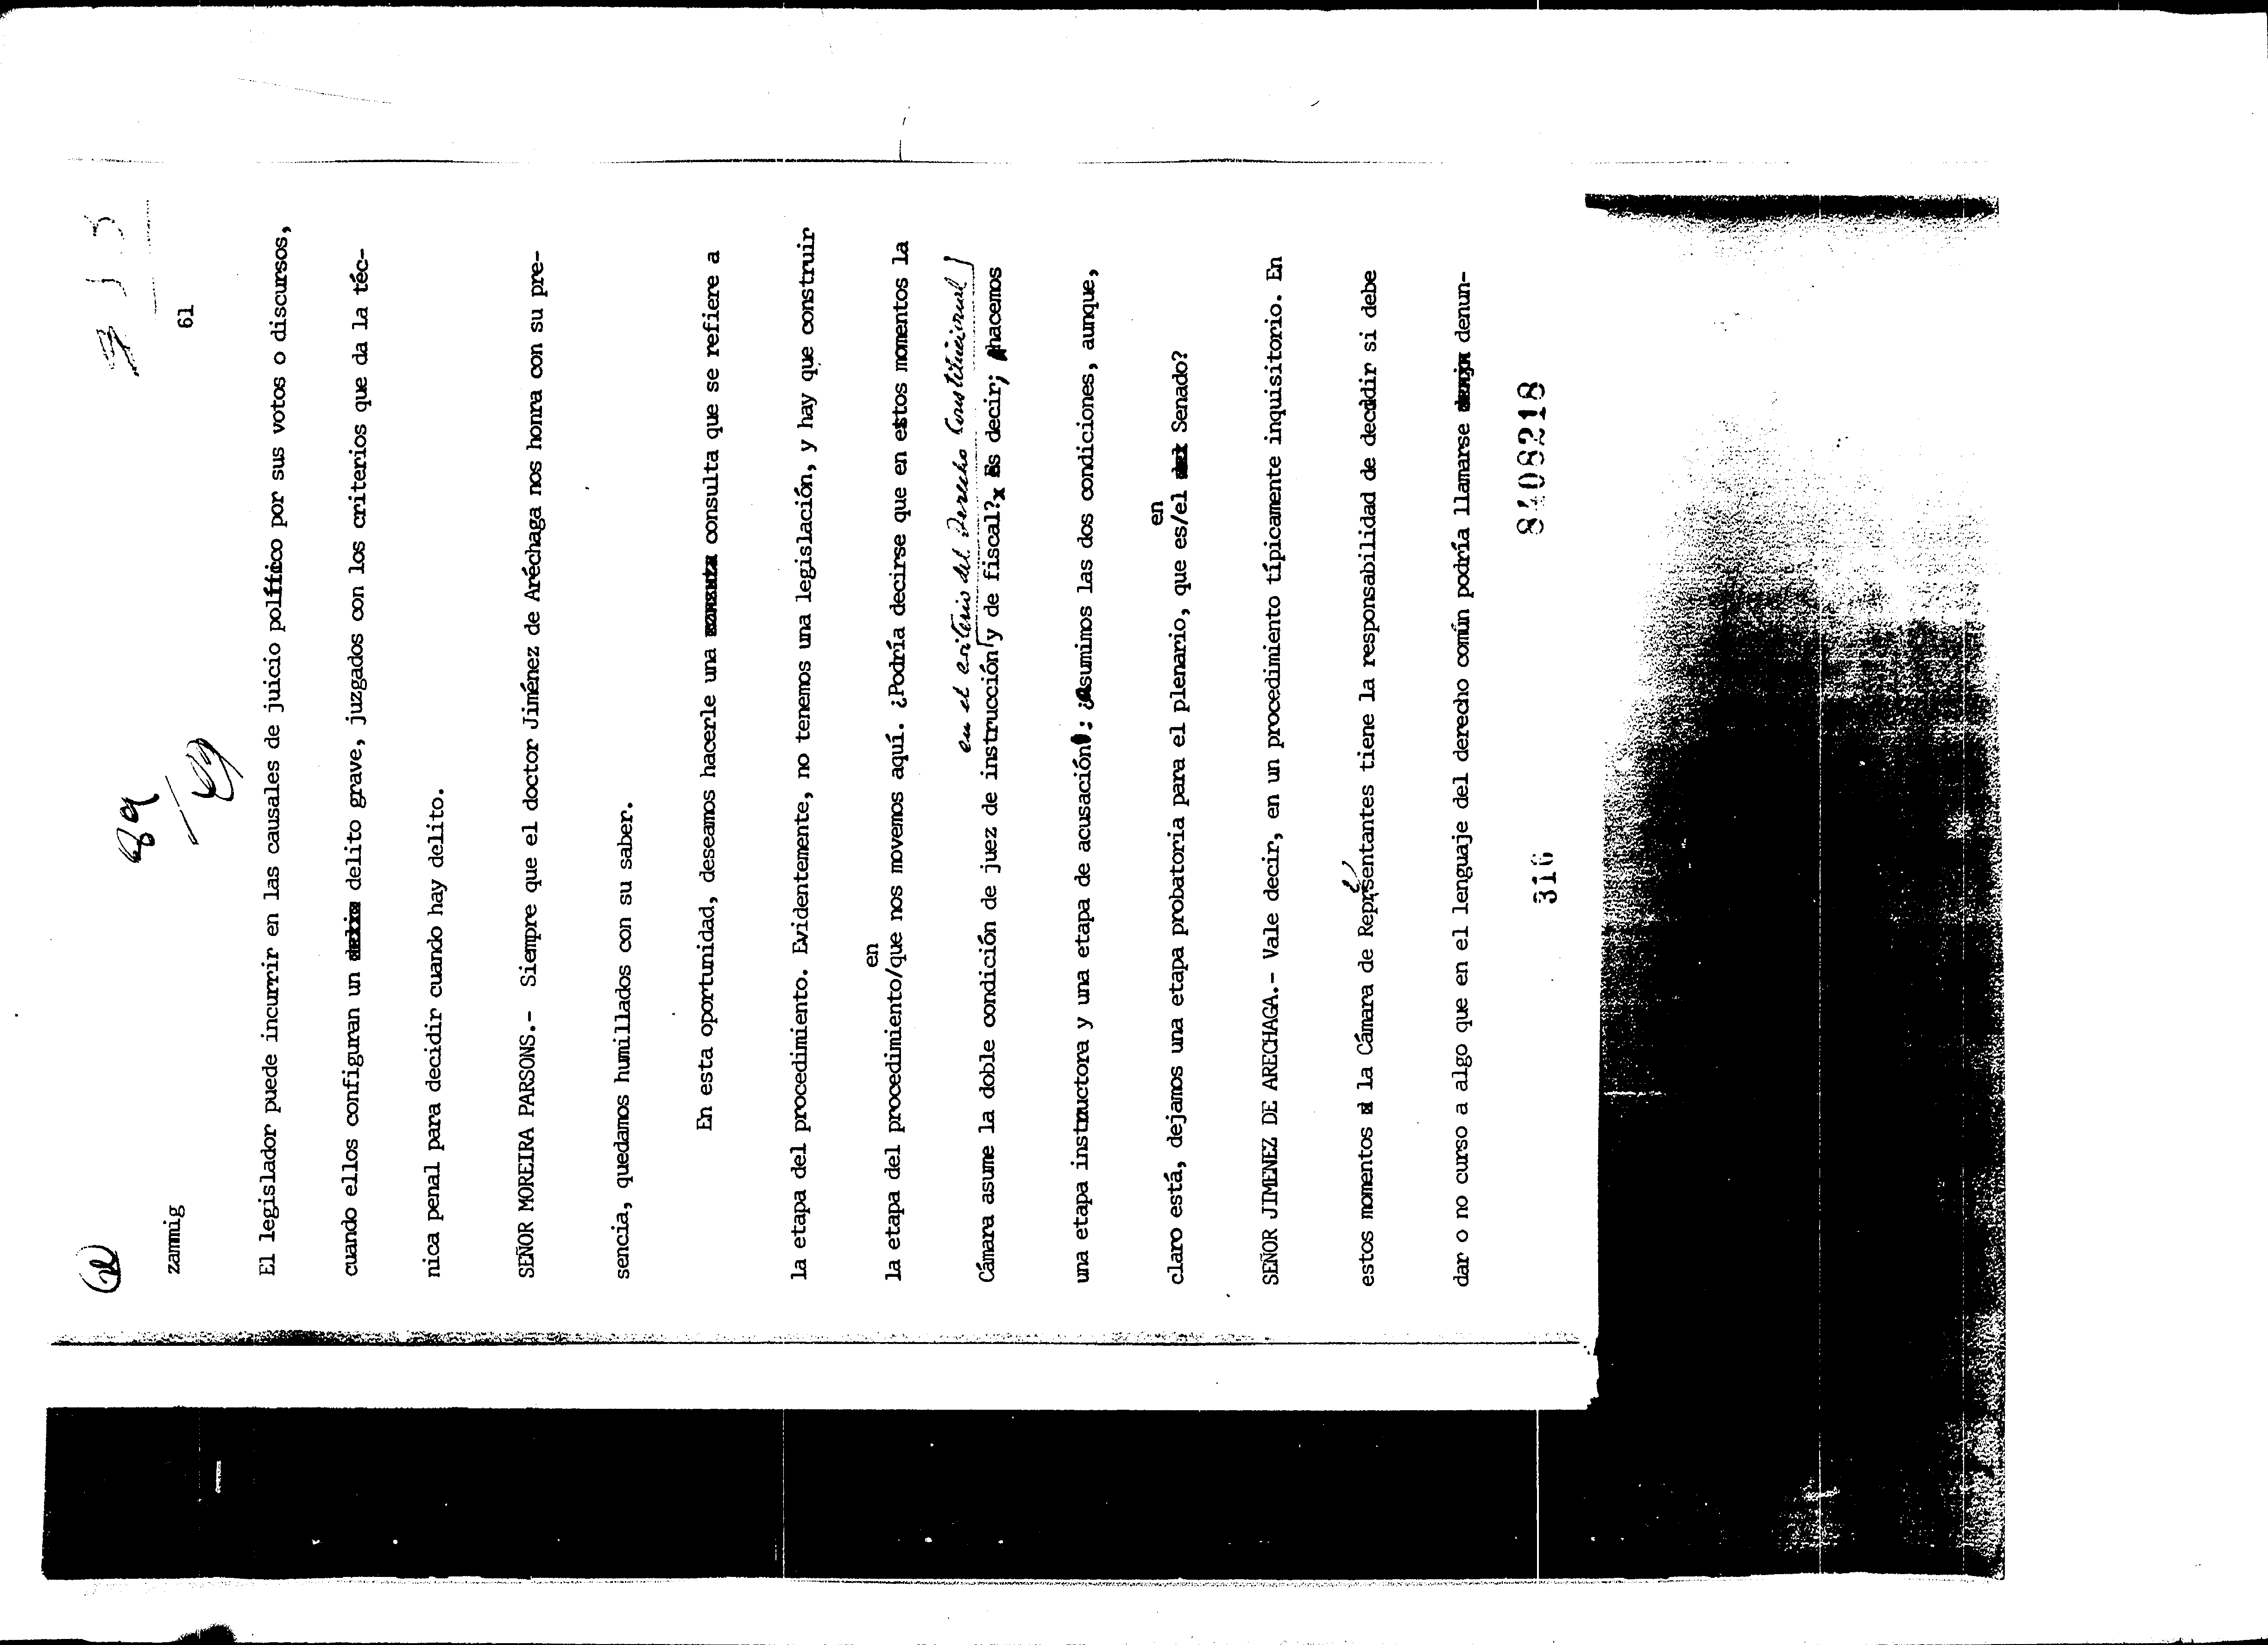 89
zammig 61
El legislador puede incurrir en las causales de juicio político por sus votos o discursos,
cuando ellos configuran un delito grave, juzgados con los criterios que da la téc-
nica penal para decidir cuando hay delito.
SEÑOR MOREIRA PARSONS.- Siempre que el doctor Jiménez de Aréchaga nos honra con su pre-
sencia, quedamos humillados con su saber.
En esta oportunidad, deseamos hacerle una consulta que se refiere a
la etapa del procedimiento. Evidentemente, no tenemos una legislación, y hay que construir
en
la etapa del procedimiento/que nos movemos aquí. ¿Podría decirse que en estos momentos la
en el criterio del Derecho Constitucional
Cámara asume la doble condición de juez de instrucción/y de fiscal? Es decir; hacemos
una etapa instructora y una etapa de acusación; ¿Asumimos las dos condiciones, aunque,
en
claro está, dejamos una etapa probatoria para el plenario, que es/el Senado?
SEÑOR JIMENEZ DE ARECHAGA.- Vale decir, en un procedimiento típicamente inquisitorio. En
estos momentos la Cámara de Representantes tiene la responsabilidad de decidir si debe
dar o no curso a algo que en el lenguaje del derecho común podría llamarse denun-
316 8408218